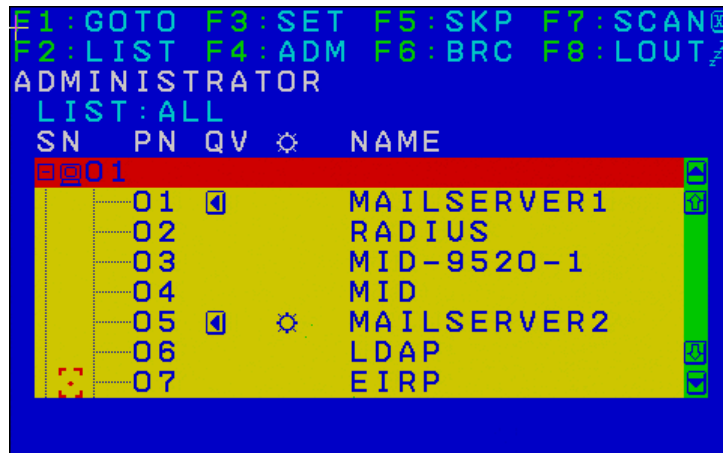 F1:GOTO F3:SET F5:SKP F7:SCAN
F2:LIST F4:ADM F6:BRC F8:LOUT
ADMINISTRATOR
LIST:ALL
SN PN QV NAME
01
01 MAILSERVER1
02 RADIUS
03 MID-9520-1
04 MID
05 MAILSERVER2
06 LDAP
07 EIRP